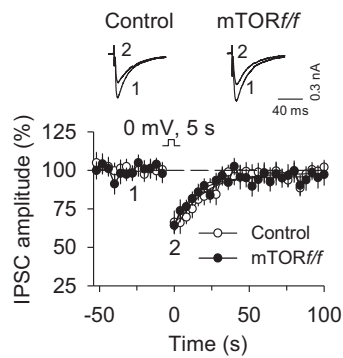 Control mTORf/f
2 2
1 1
0.3 nA
40 ms
IPSC amplitude (%)
125
100
75
50
25
0 mV, 5 s
1
2
Control
mTORf/f
-50 0 50 100
Time (s)